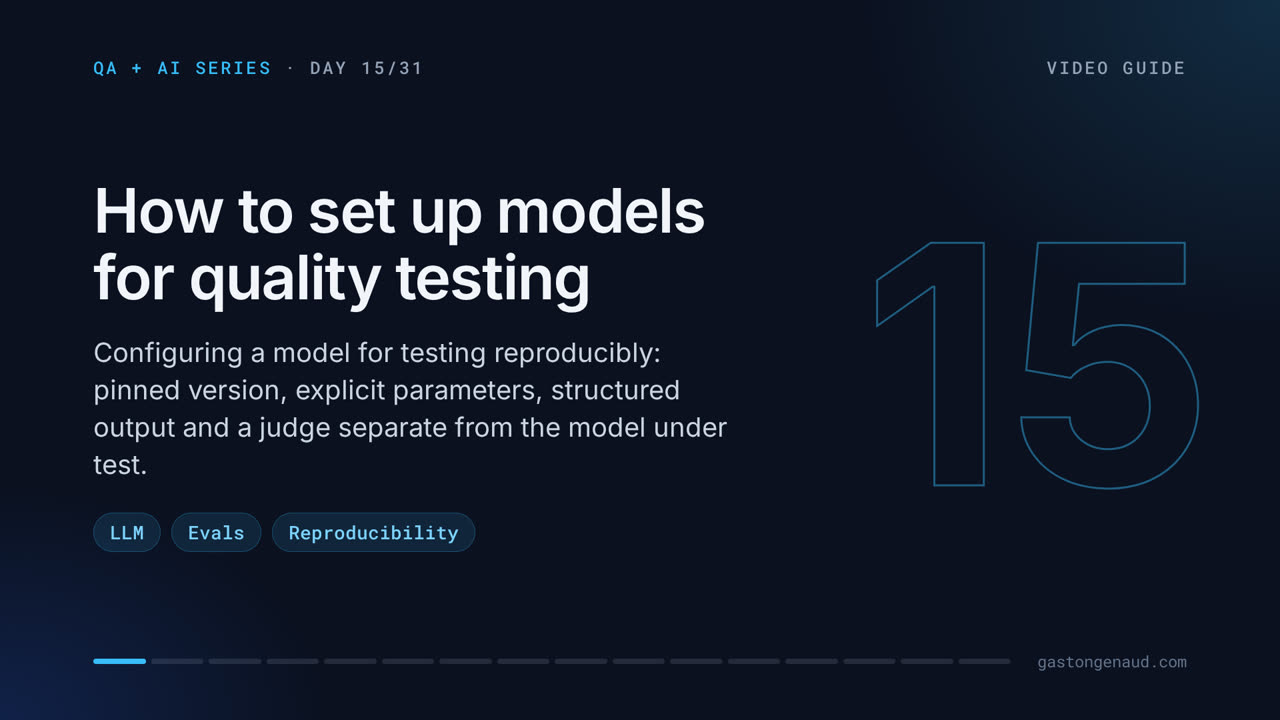 QA + AI SERIES · DAY 15/31
VIDEO GUIDE
How to set up models
for quality testing
Configuring a model for testing reproducibly:
pinned version, explicit parameters, structured
output and a judge separate from the model under
test.
15
LLM
Evals
Reproducibility
gastongenaud.com